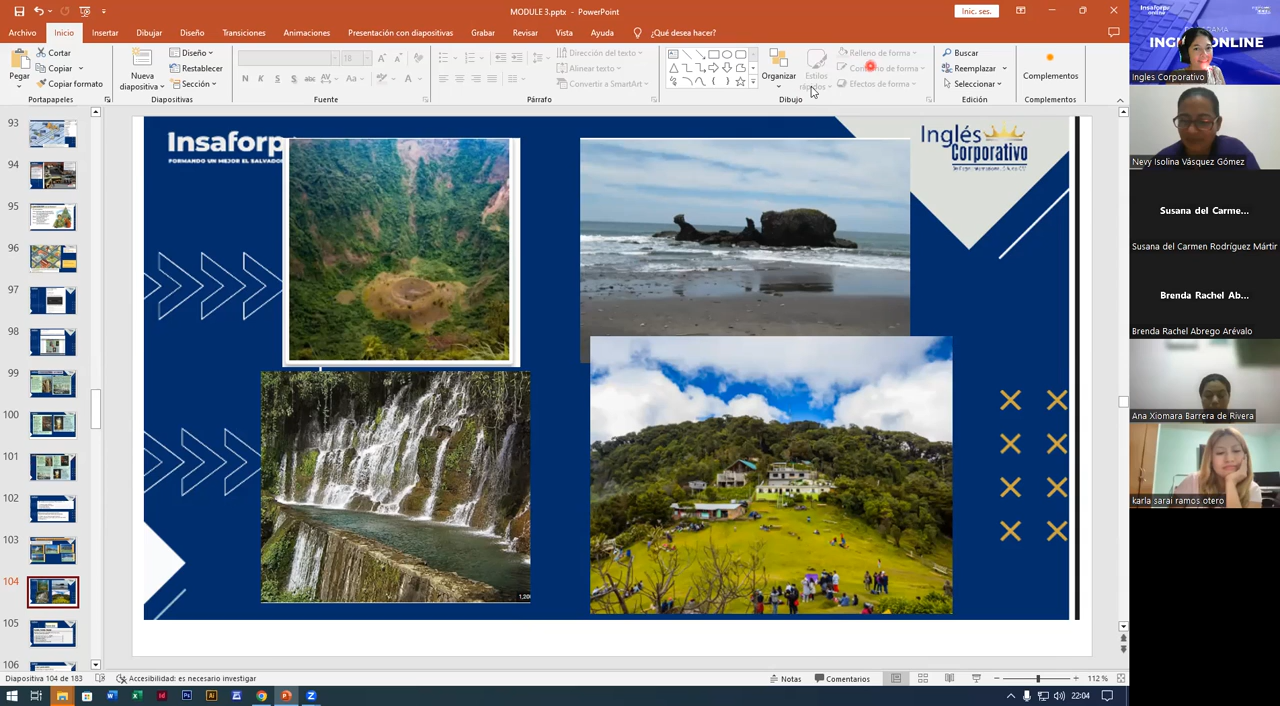 MODULE 3.pptx - PowerPoint
Inic. ses.
Archivo
Inicio
Insertar
Dibujar
Diseño
Transiciones
Animaciones
Presentación con diapositivas
Grabar
Revisar
Vista
Ayuda
¿Qué desea hacer?
Pegar
Cortar
Copiar
Copiar formato
Portapapeles
Nueva
diapositiva
Diseño
Restablecer
Sección
Diapositivas
18
N
K
S
Fuente
Dirección del texto
Alinear texto
Convertir a SmartArt
Párrafo
Organizar
Estilos
rápidos
Relleno de forma
Efectos de forma
Dibujo
Buscar
Reemplazar
Seleccionar
Edición
Complementos
Complementos
93
94
95
96
97
98
99
100
101
102
103
104
105
106
Insaforp
FORMANDO UN MEJOR EL SALVADOR
Inglés
Corporativo
Insaforp
online
Ingles Corporativo
Nevy Isolina Vásquez Gómez
Susana del Carme...
Susana del Carmen Rodríguez Mártir
Brenda Rachel Ab...
Brenda Rachel Abrego Arévalo
Ana Xiomara Barrera de Rivera
karla sarai ramos otero
Diapositiva 104 de 183
Accesibilidad: es necesario investigar
Notas
Comentarios
112 %
22:04